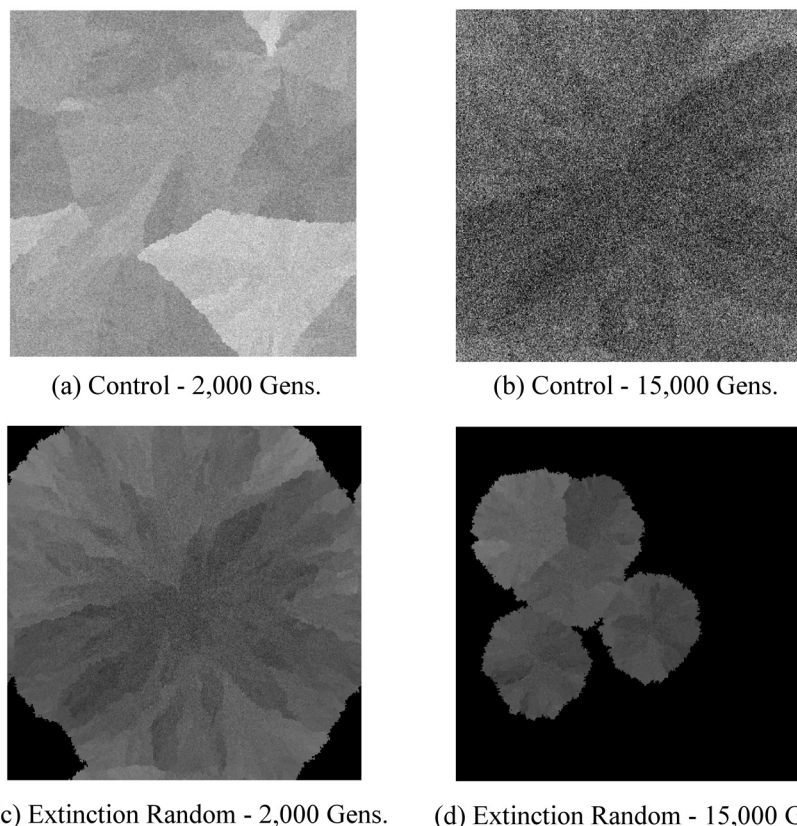 (a) Control - 2,000 Gens.
(b) Control - 15,000 Gens.
c) Extinction Random - 2,000 Gens.
(d) Extinction Random - 15,000 G